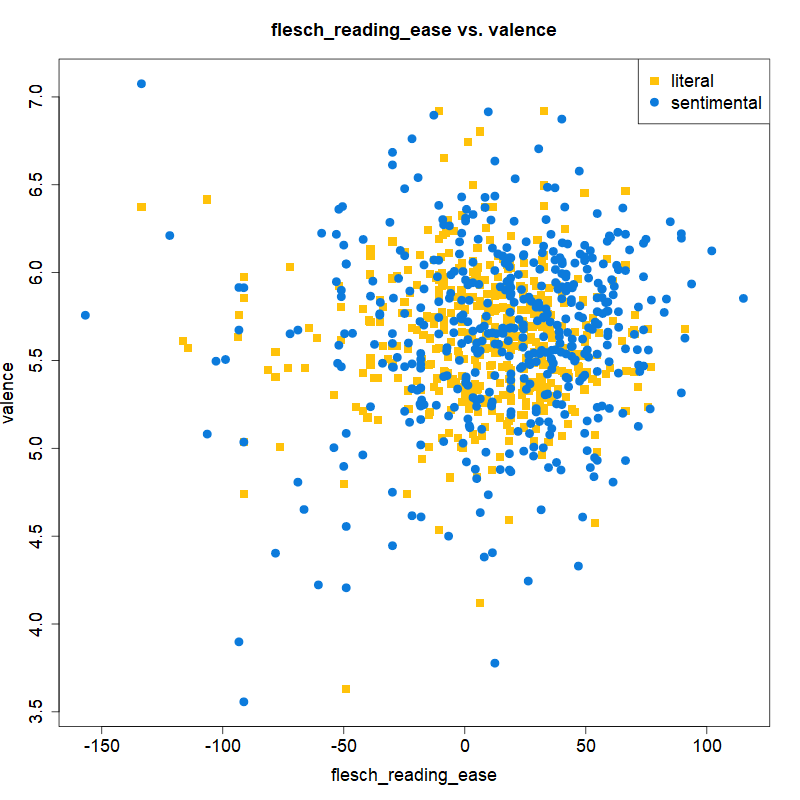 flesch_reading_ease vs. valence
literal
sentimental
7.0
6.5
6.0
5.5
5.0
4.5
4.0
3.5
valence
-150 -100 -50 0 50 100
flesch_reading_ease